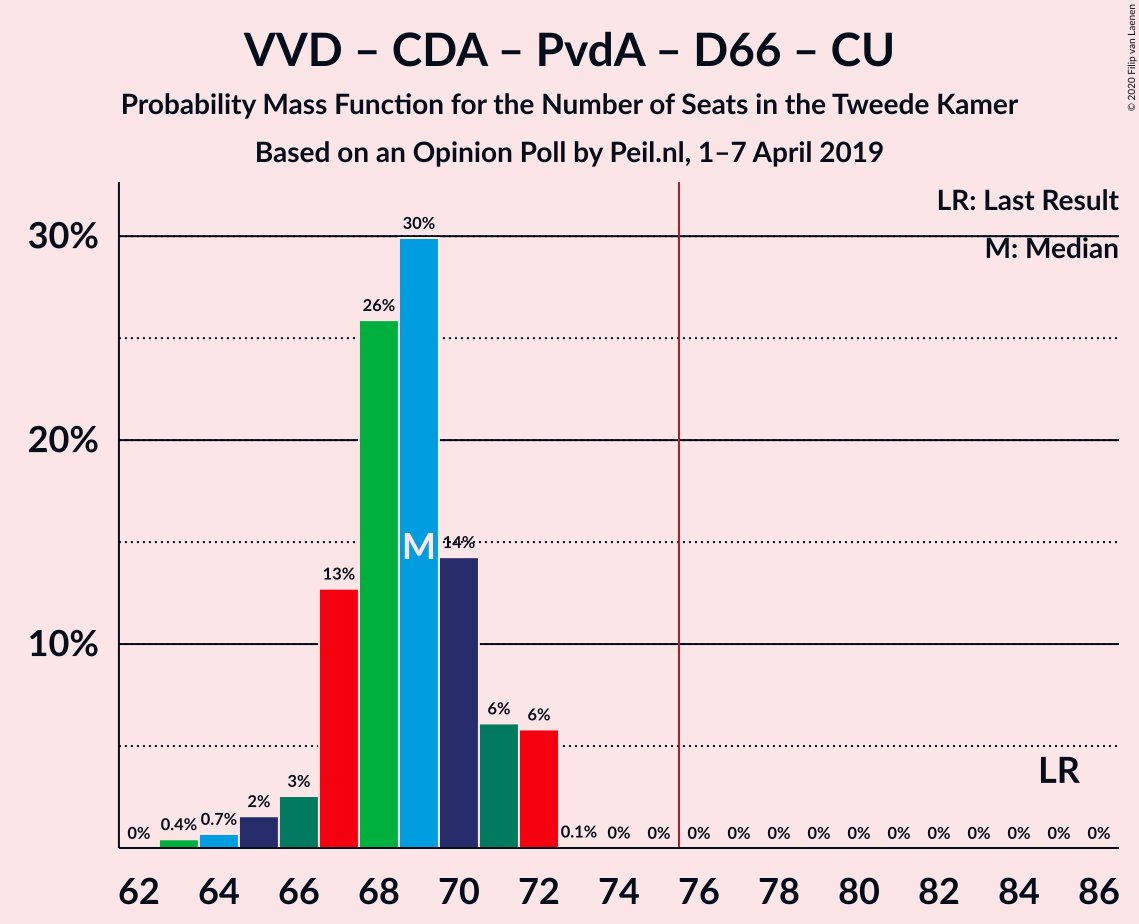 VVD – CDA – PvdA – D66 – CU
Probability Mass Function for the Number of Seats in the Tweede Kamer
Based on an Opinion Poll by Peil.nl, 1–7 April 2019
© 2020 Filip van Laenen
LR: Last Result
M: Median
30%
20%
10%
0% 0.4% 0.7% 2% 3% 13% 26% 30% 14% 6% 6% 0.1% 0% 0% 0% 0% 0% 0% 0% 0% 0% 0% 0% 0% 0%
M
LR
62 64 66 68 70 72 74 76 78 80 82 84 86